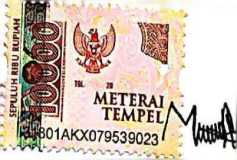 SEPULUH RIBU RUPIAH
10000
TGL. 20
METERAI
TEMPEL
801AKX079539023